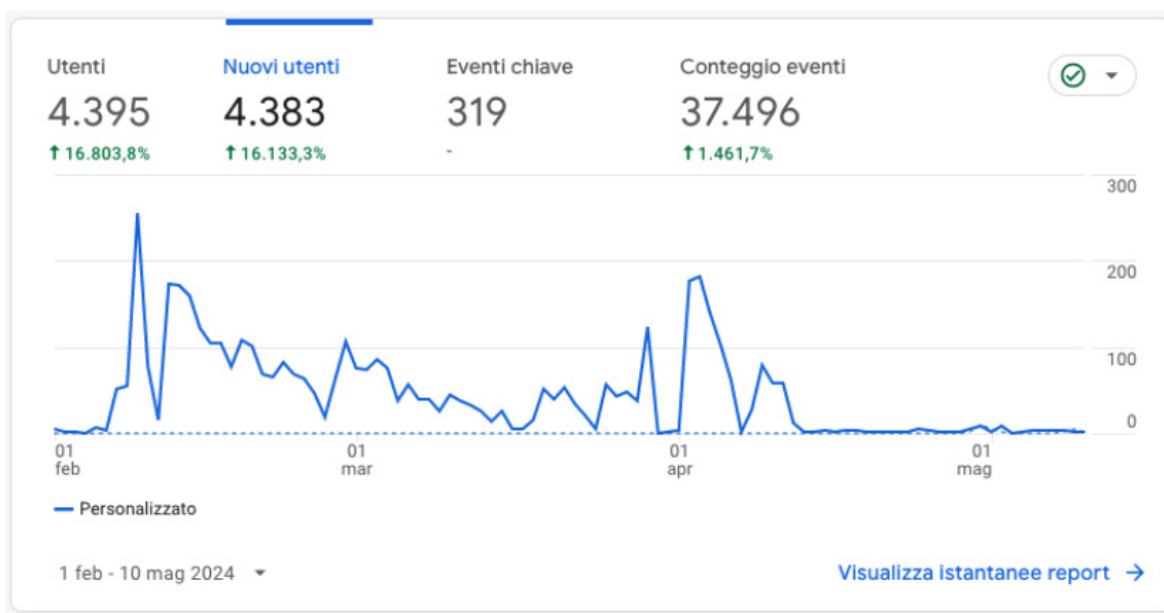 Utenti
4.395
↑ 16.803,8%
Nuovi utenti
4.383
↑ 16.133,3%
Eventi chiave
319
-
Conteggio eventi
37.496
↑ 1.461,7%
300
200
100
0
01
feb
01
mar
01
apr
01
mag
Personalizzato
1 feb - 10 mag 2024
Visualizza istantanee report →